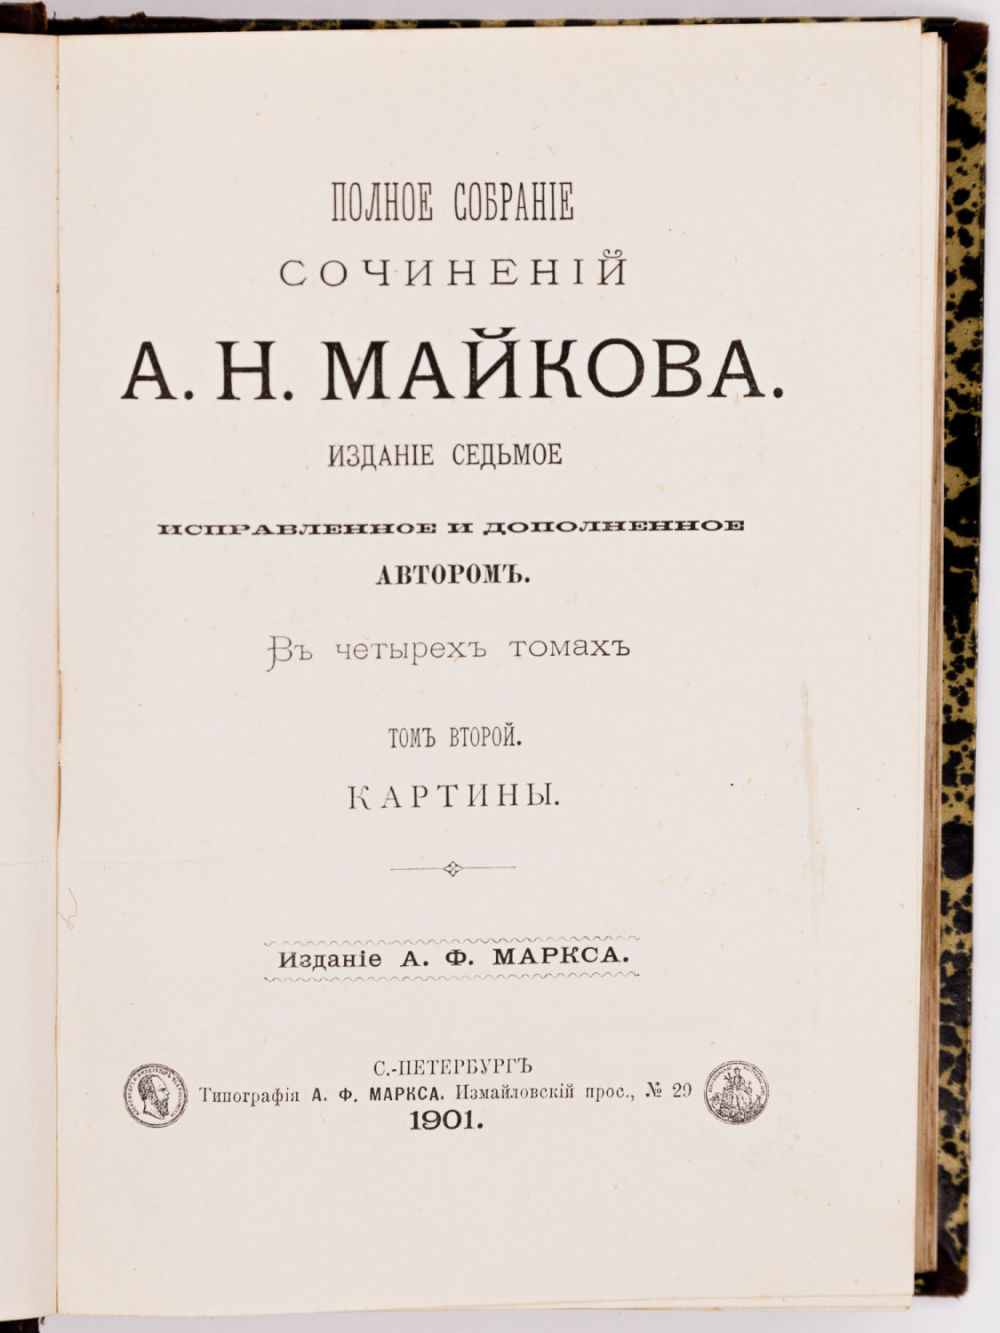 ПОЛНОЕ СОБРАНІЕ
СОЧИНЕНІЙ
А. Н. МАЙКОВА.
ИЗДАНІЕ СЕДЬМОЕ
ИСПРАВЛЕННОЕ И ДОПОЛНЕННОЕ
АВТОРОМЪ.
Въ четырехъ томахъ
ТОМЪ ВТОРОЙ.
КАРТИНЫ.
Изданіе А. Ф. МАРКСА.
С.-ПЕТЕРБУРГЪ
Типографія А. Ф. МАРКСА. Измайловскій прос., № 29
1901.